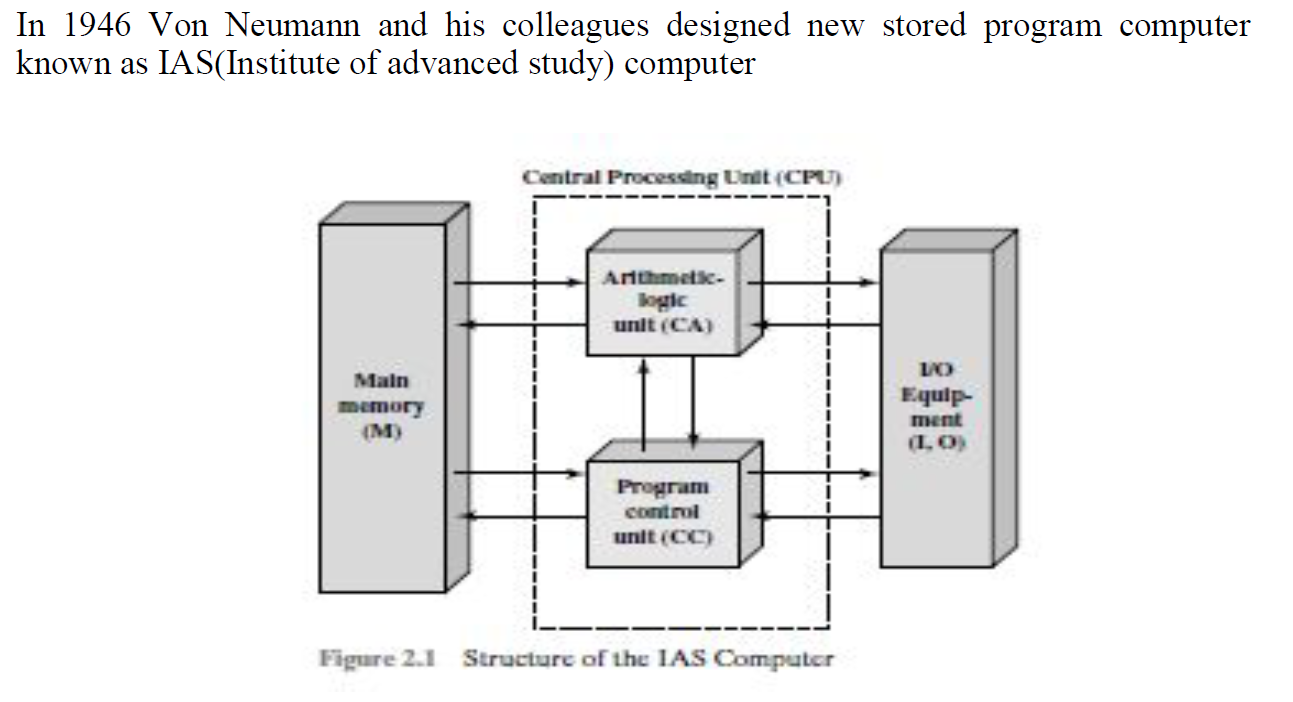 In 1946 Von Neumann and his colleagues designed new stored program computer
known as IAS(Institute of advanced study) computer
Central Processing Unit (CPU)
Arithmetic-
logic
unit (CA)
Main
memory
(M)
I/O
Equip-
ment
(I, O)
Program
control
unit (CC)
Figure 2.1 Structure of the IAS Computer